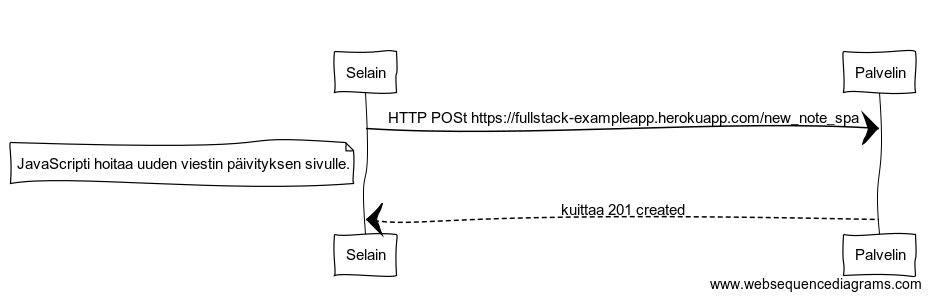 Selain
Palvelin
HTTP POSt https://fullstack-exampleapp.herokuapp.com/new_note_spa
JavaScripti hoitaa uuden viestin päivityksen sivulle.
kuittaa 201 created
Selain
Palvelin
www.websequencediagrams.com